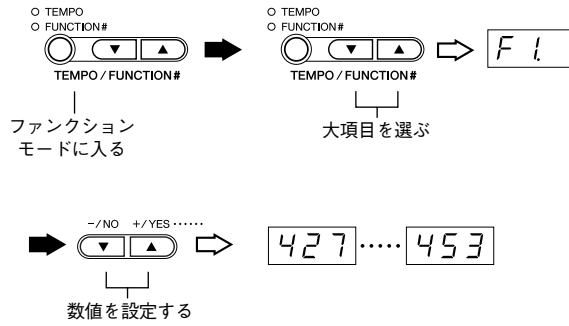 TEMPO
FUNCTION#
TEMPO/FUNCTION#
ファンクション
モードに入る
TEMPO
FUNCTION#
TEMPO/FUNCTION#
大項目を選ぶ
F 1.
-/NO +/YES ······
427 ····· 453
数値を設定する